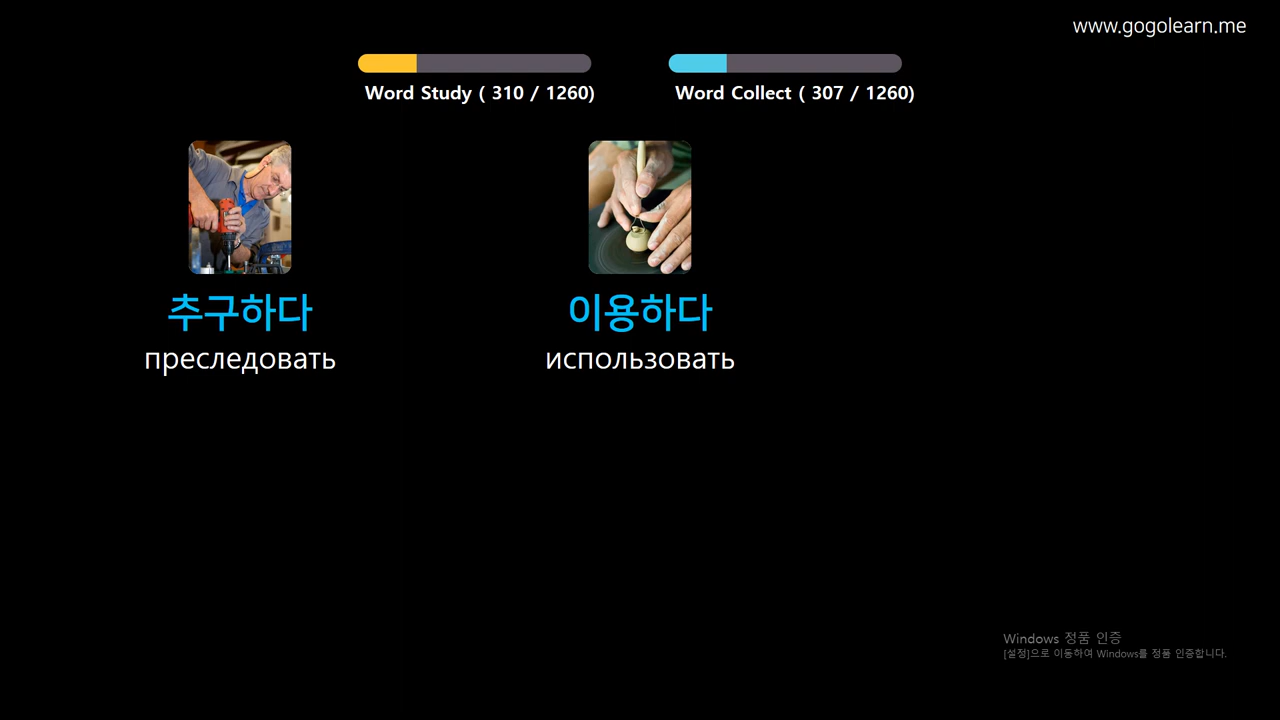 www.gogolearn.me
Word Study ( 310 / 1260)
Word Collect ( 307 / 1260)
추구하다
이용하다
преследовать
использовать
Windows 정품 인증
[설정]으로 이동하여 Windows를 정품 인증합니다.